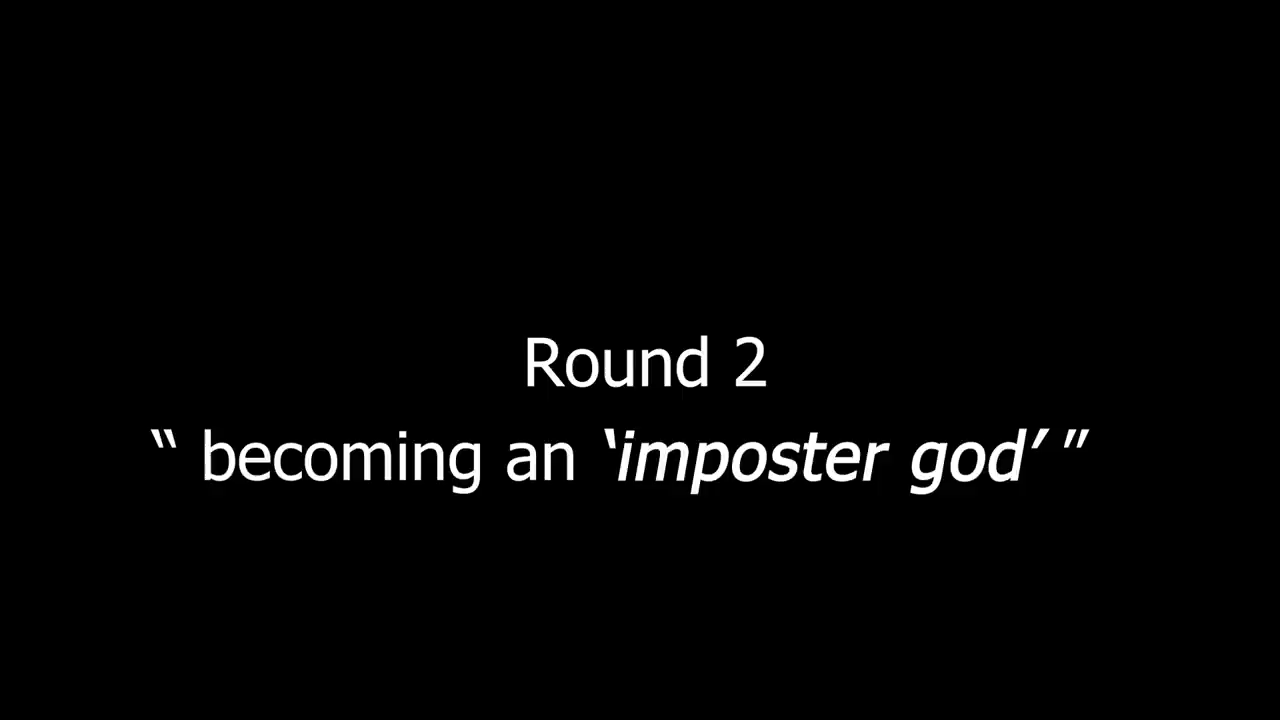 Round 2
“ becoming an ‘imposter god’ ”